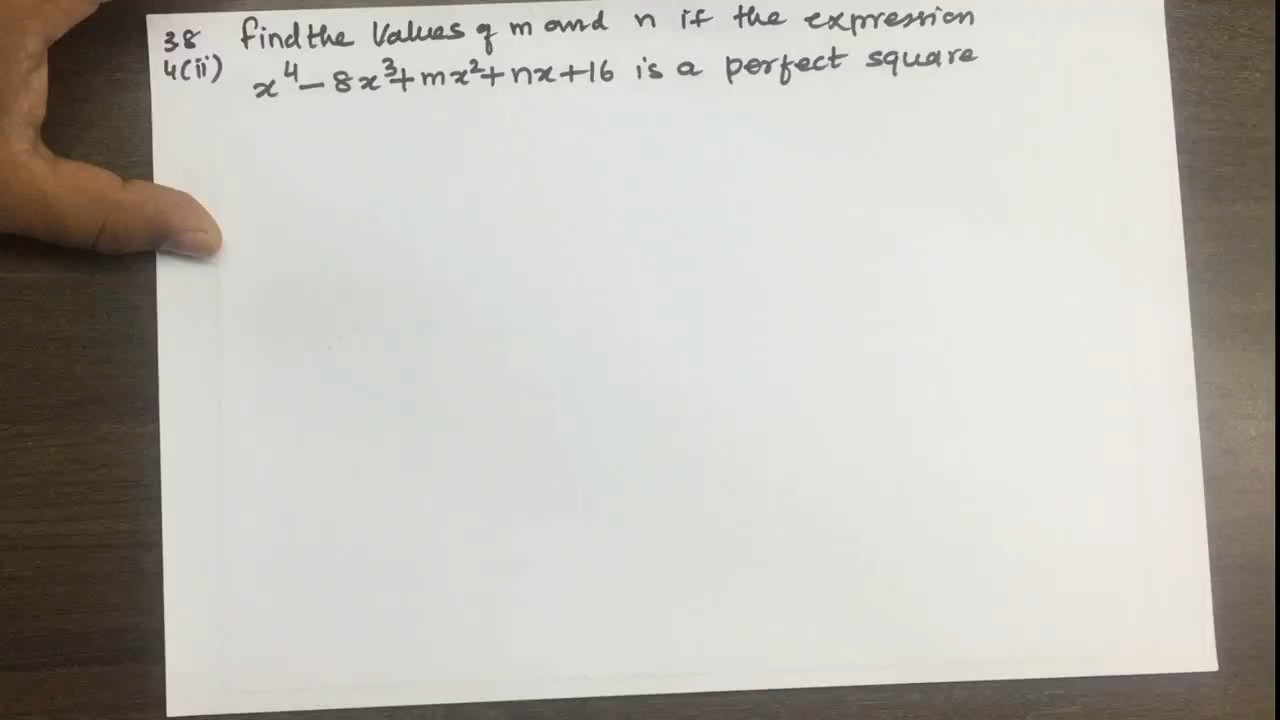 38 find the Values of m and n if the expression
4(ii) x⁴ - 8x³ + mx² + nx + 16 is a perfect square